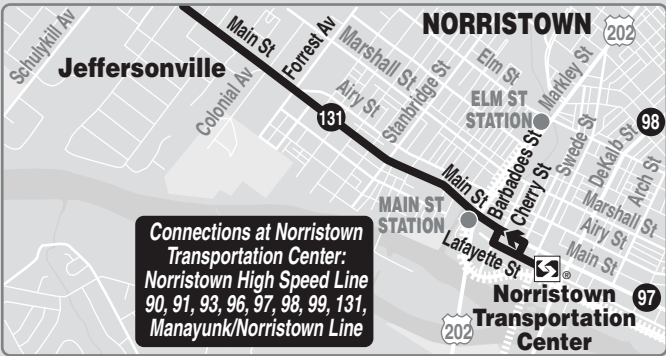 NORRISTOWN
202
Schulykill Av
Main St
Forrest Av
Jeffersonville
Marshall St
Elm St
Markley St
Colonial Av
Airy St
Stanbridge St
ELM ST
STATION
131
98
Swede St
DeKalb St
Arch St
Barbadoes St
Cherry St
Main St
Marshall St
Airy St
Main St
MAIN ST
STATION
Lafayette St
Connections at Norristown
Transportation Center:
Norristown High Speed Line
90, 91, 93, 96, 97, 98, 99, 131,
Manayunk/Norristown Line
S
®
Norristown
97
Transportation
Center
202